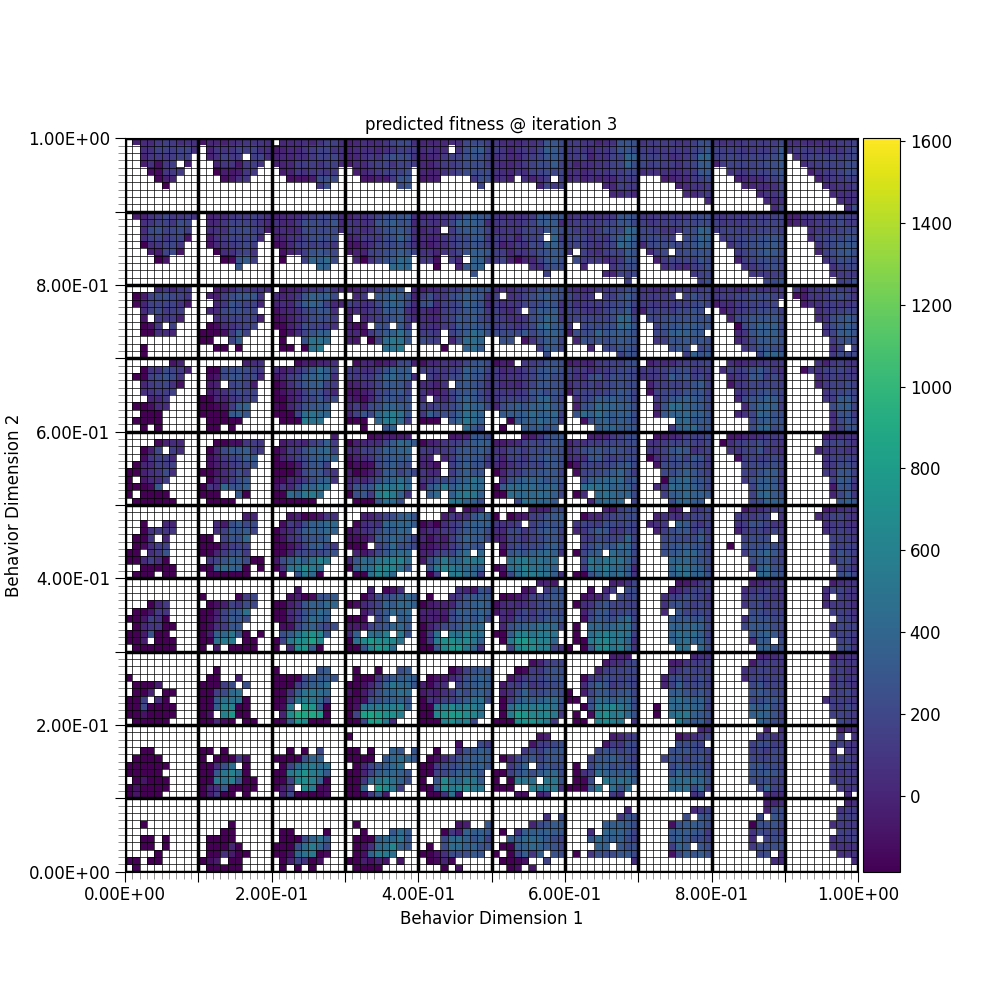 predicted fitness @ iteration 3
1.00E+00
8.00E-01
6.00E-01
4.00E-01
2.00E-01
0.00E+00
Behavior Dimension 2
0.00E+00 2.00E-01 4.00E-01 6.00E-01 8.00E-01 1.00E+00
Behavior Dimension 1
1600
1400
1200
1000
800
600
400
200
0